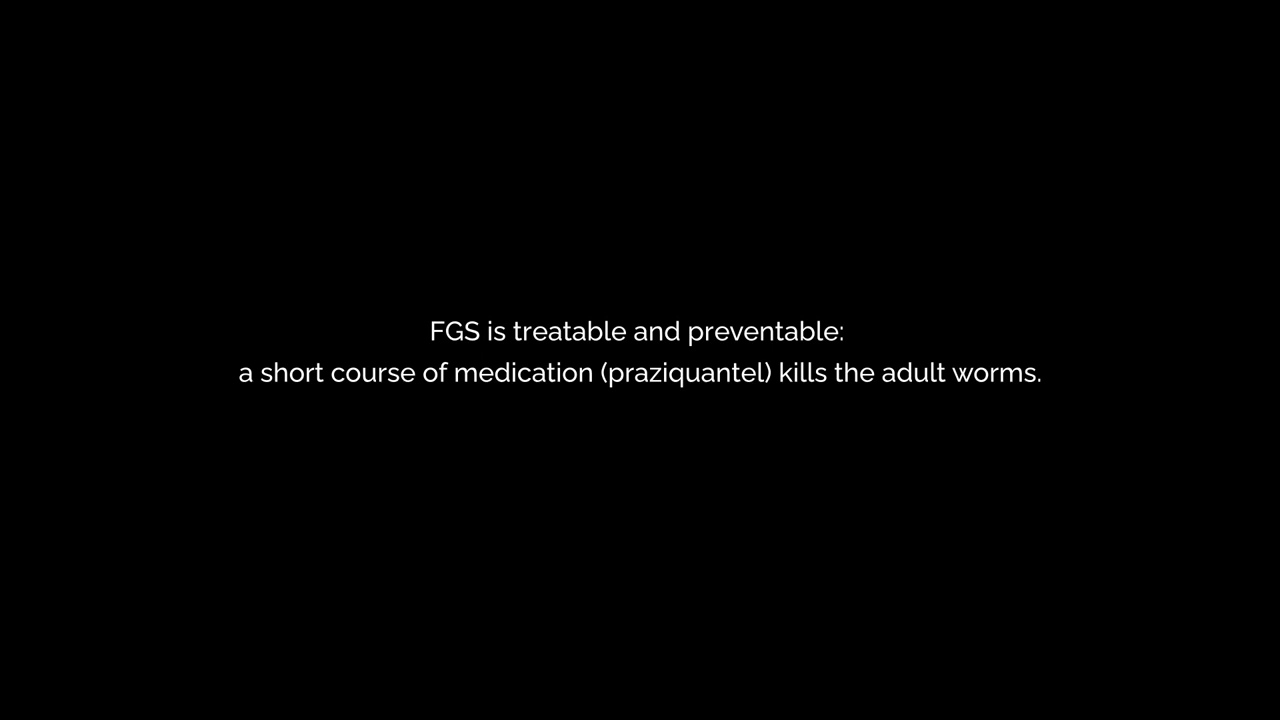 FGS is treatable and preventable:
a short course of medication (praziquantel) kills the adult worms.